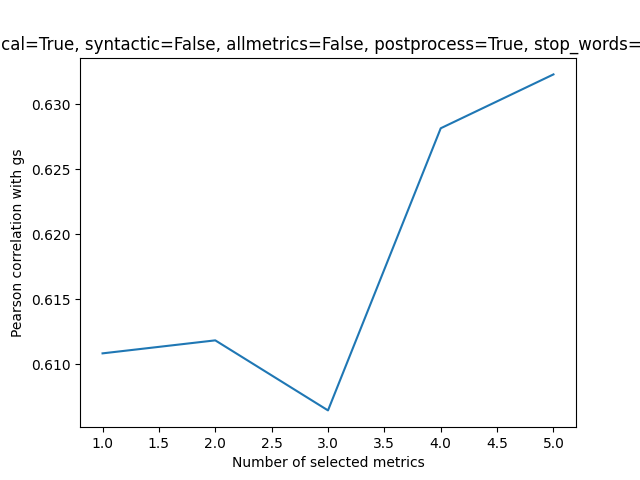 cal=True, syntactic=False, allmetrics=False, postprocess=True, stop_words=
0.630
0.625
0.620
0.615
0.610
Pearson correlation with gs
1.0 1.5 2.0 2.5 3.0 3.5 4.0 4.5 5.0
Number of selected metrics